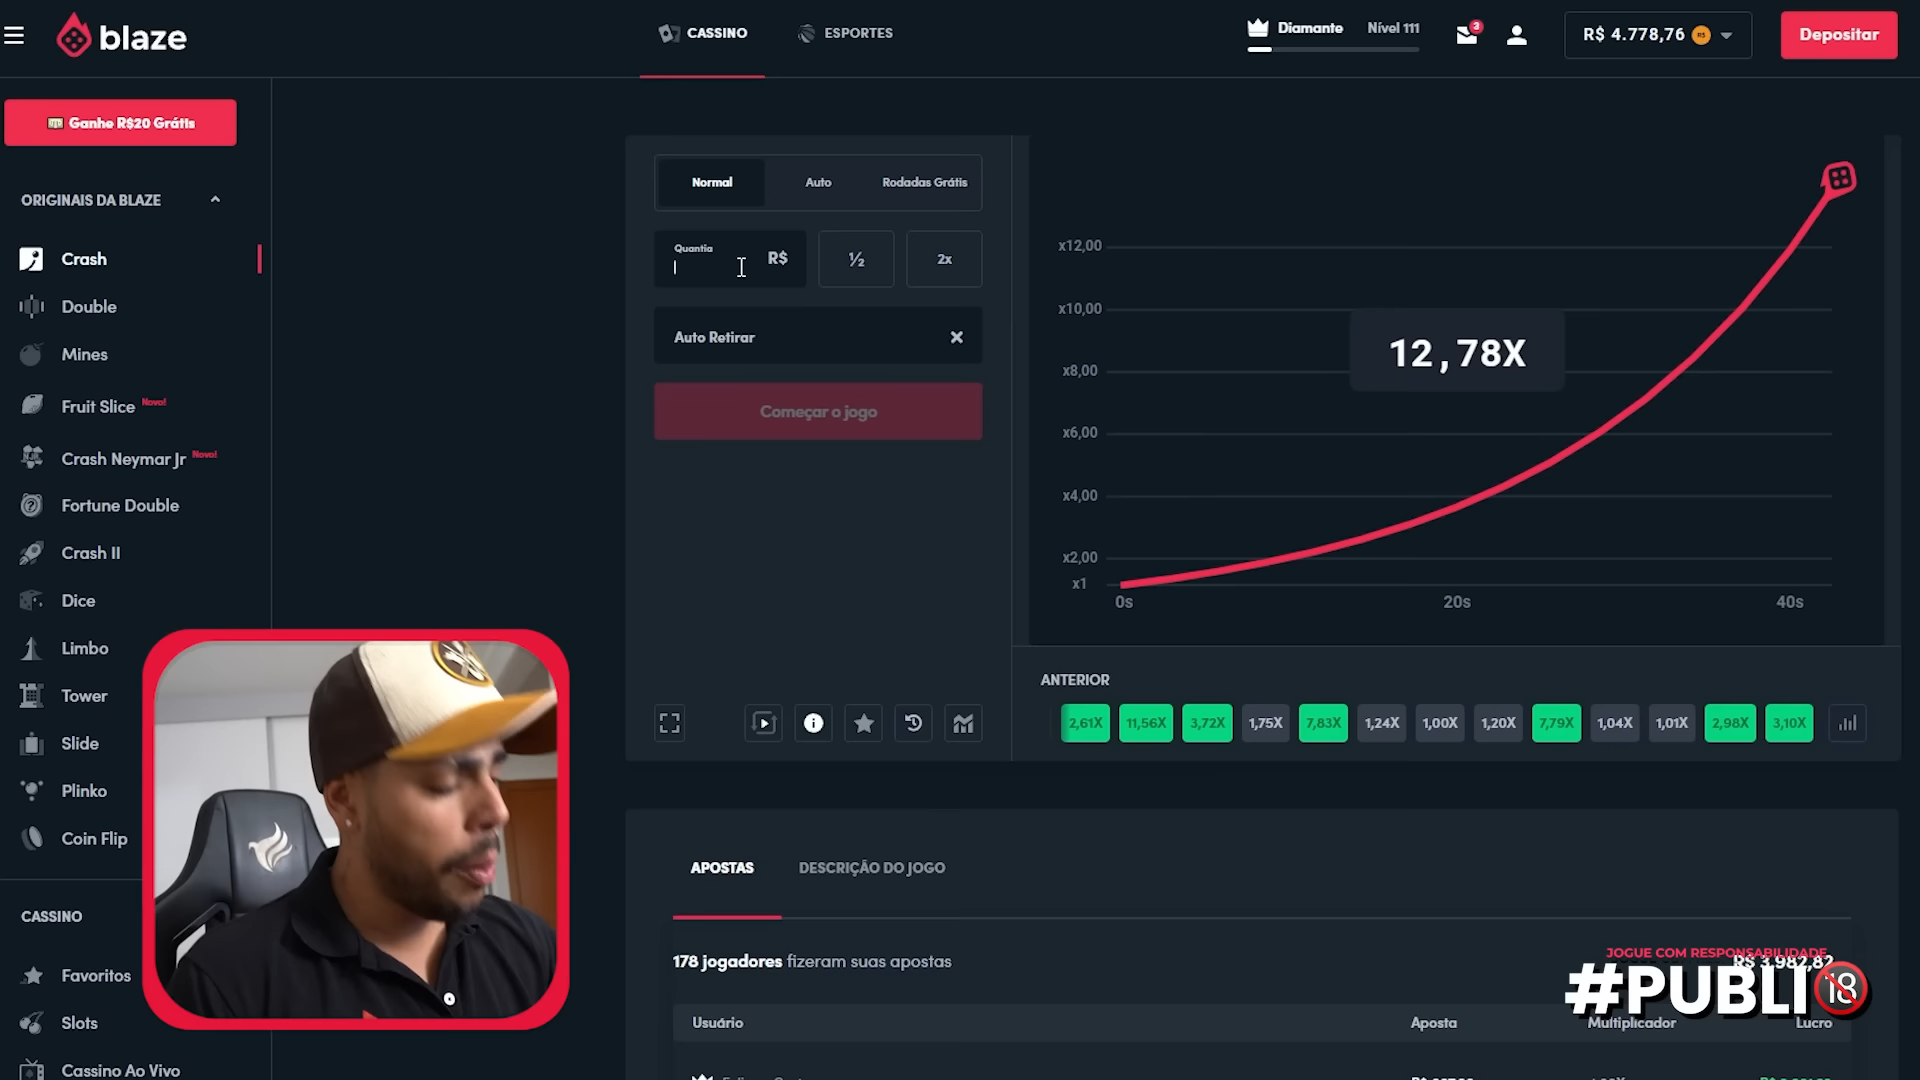 blaze
CASSINO
ESPORTES
Diamante
Nível 111
3
R$ 4.778,76
R$
Depositar
Ganhe R$20 Grátis
ORIGINAIS DA BLAZE
Crash
Double
Mines
Fruit Slice Novo!
Crash Neymar Jr Novo!
Fortune Double
Crash II
Dice
Limbo
Tower
Slide
Plinko
Coin Flip
CASSINO
Favoritos
Slots
Cassino Ao Vivo
Normal
Auto
Rodadas Grátis
Quantia
R$
½
2x
Auto Retirar
Começar o jogo
x12,00
x10,00
x8,00
x6,00
x4,00
x2,00
x1
0s
20s
40s
12,78X
ANTERIOR
2,61X
11,56X
3,72X
1,75X
7,83X
1,24X
1,00X
1,20X
7,79X
1,04X
1,01X
2,98X
3,10X
APOSTAS
DESCRIÇÃO DO JOGO
178 jogadores fizeram suas apostas
R$ 3.982,82
JOGUE COM RESPONSABILIDADE
#PUBLI
18
Usuário
Aposta
Multiplicador
Lucro